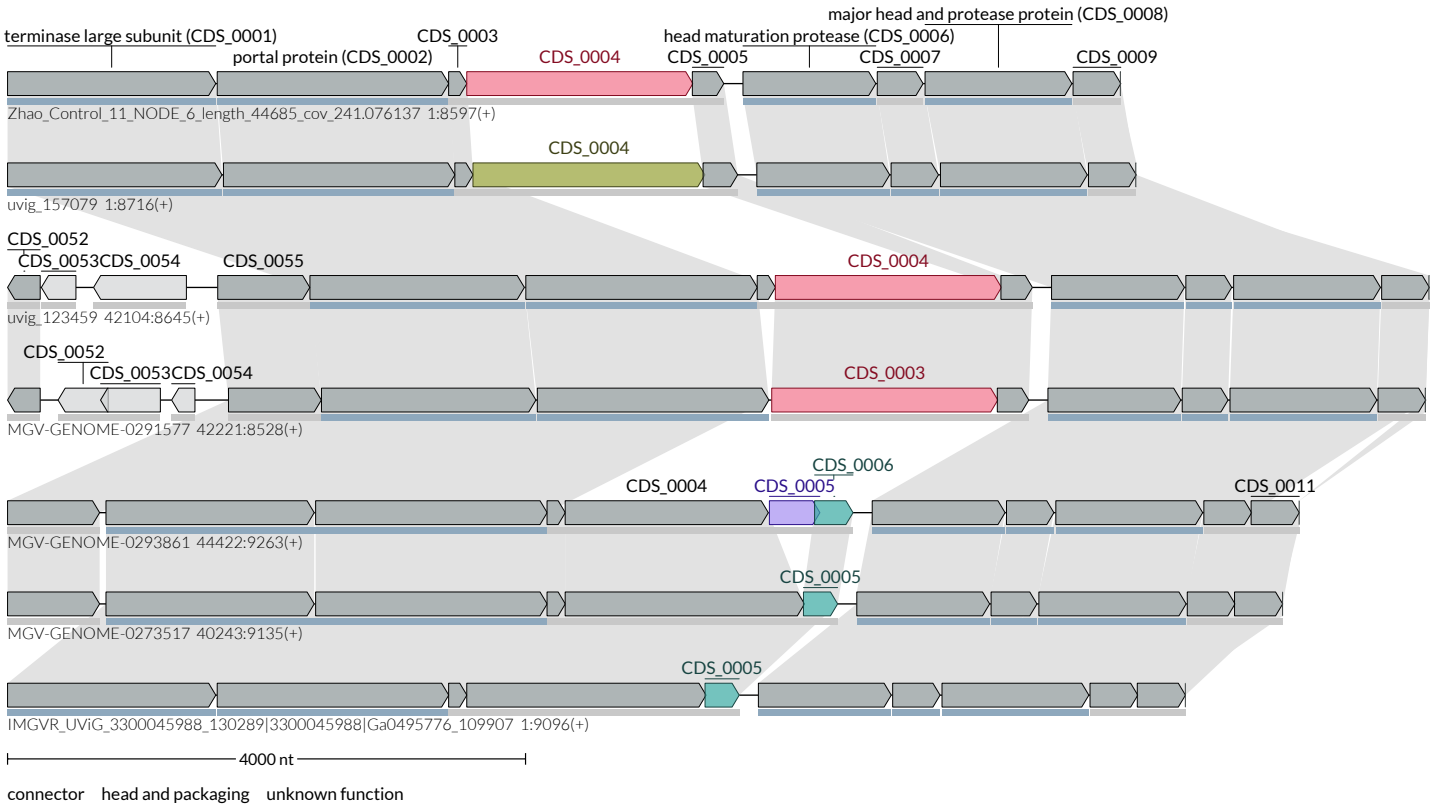 major head and protease protein (CDS_0008)
terminase large subunit (CDS_0001) CDS_0003 head maturation protease (CDS_0006)
portal protein (CDS_0002) CDS_0004 CDS_0005 CDS_0007 CDS_0009
Zhao_Control_11_NODE_6_length_44685_cov_241.076137 1:8597(+)
CDS_0004
uvig_157079 1:8716(+)
CDS_0052
CDS_0053 CDS_0054 CDS_0055 CDS_0004
uvig_123459 42104:8645(+)
CDS_0052
CDS_0053 CDS_0054 CDS_0003
MGV-GENOME-0291577 42221:8528(+)
CDS_0006
CDS_0004 CDS_0005 CDS_0011
MGV-GENOME-0293861 44422:9263(+)
CDS_0005
MGV-GENOME-0273517 40243:9135(+)
CDS_0005
IMGVR_UViG_3300045988_130289|3300045988|Ga0495776_109907 1:9096(+)
4000 nt
connector head and packaging unknown function